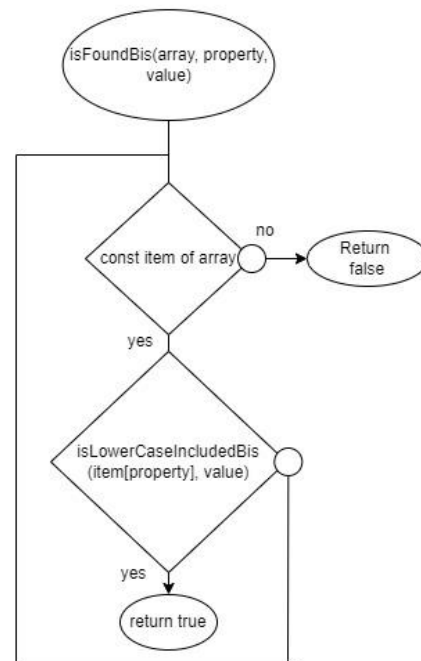 isFoundBis(array, property,
value)
no
const item of array
Return
false
yes
isLowerCaseIncludedBis
(item[property], value)
yes
return true